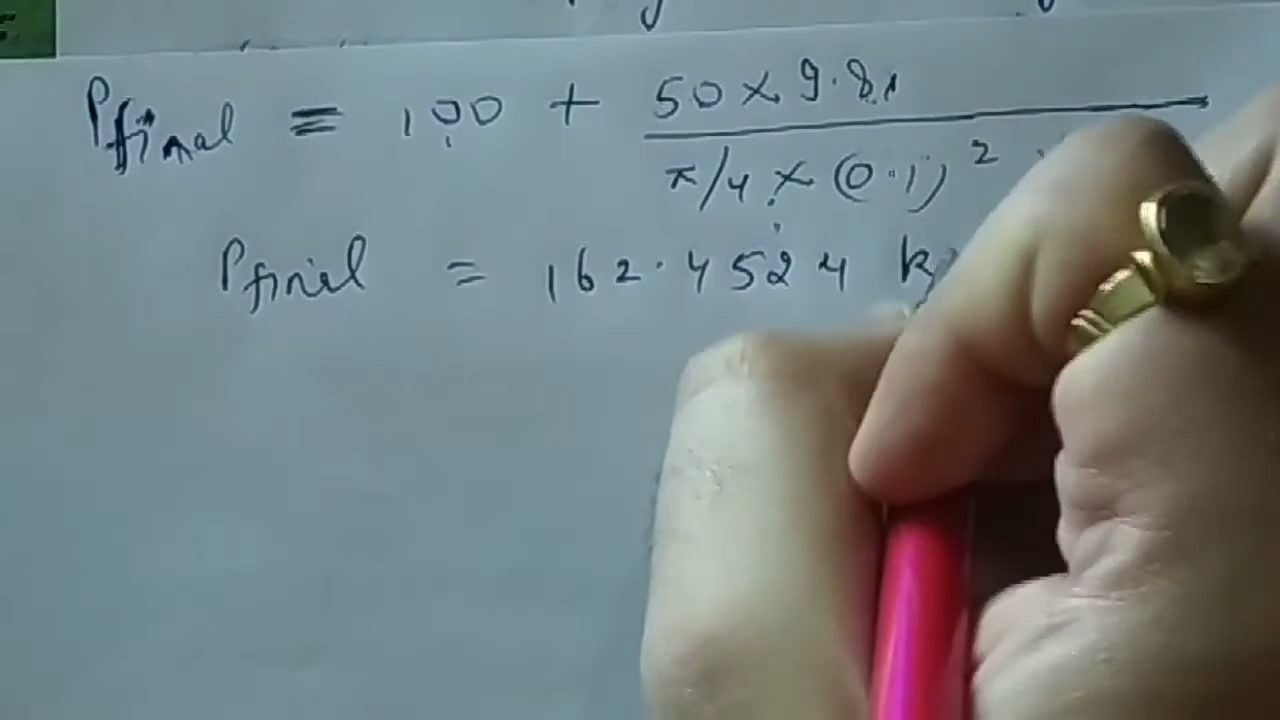 Pfinal = 100 + 50 × 9.81
π/4 × (0.1)²
Pfinal = 162.4524 k